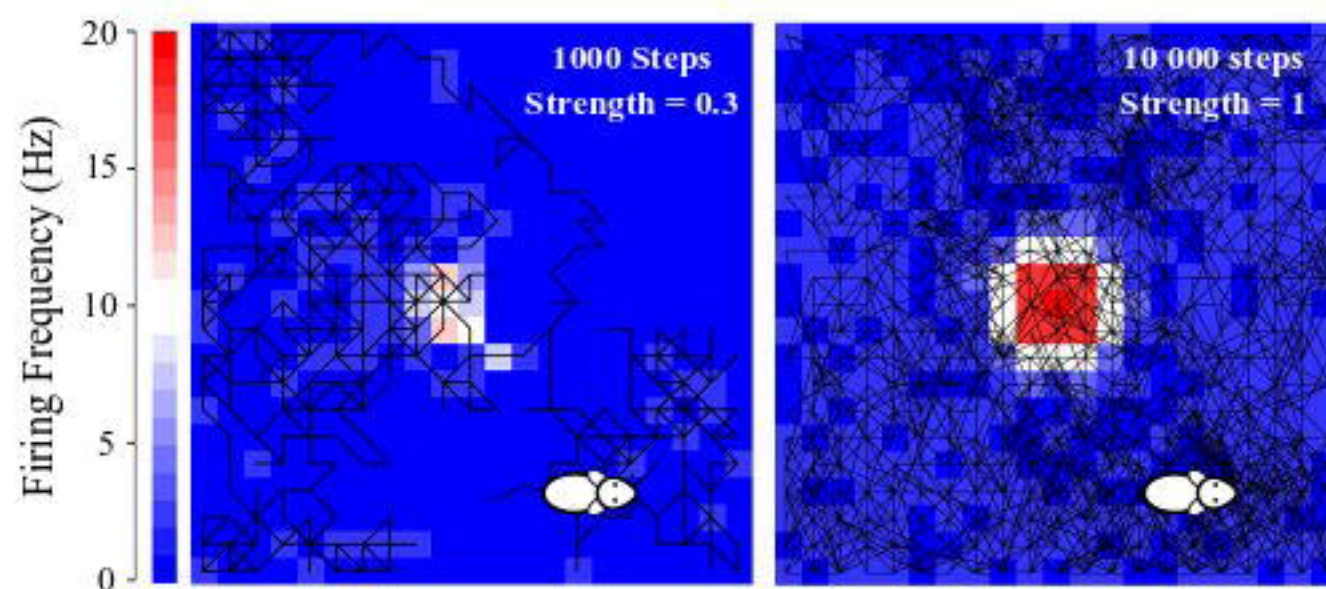 Firing Frequency (Hz)
20
15
10
5
0
1000 Steps
Strength = 0.3
10 000 steps
Strength = 1